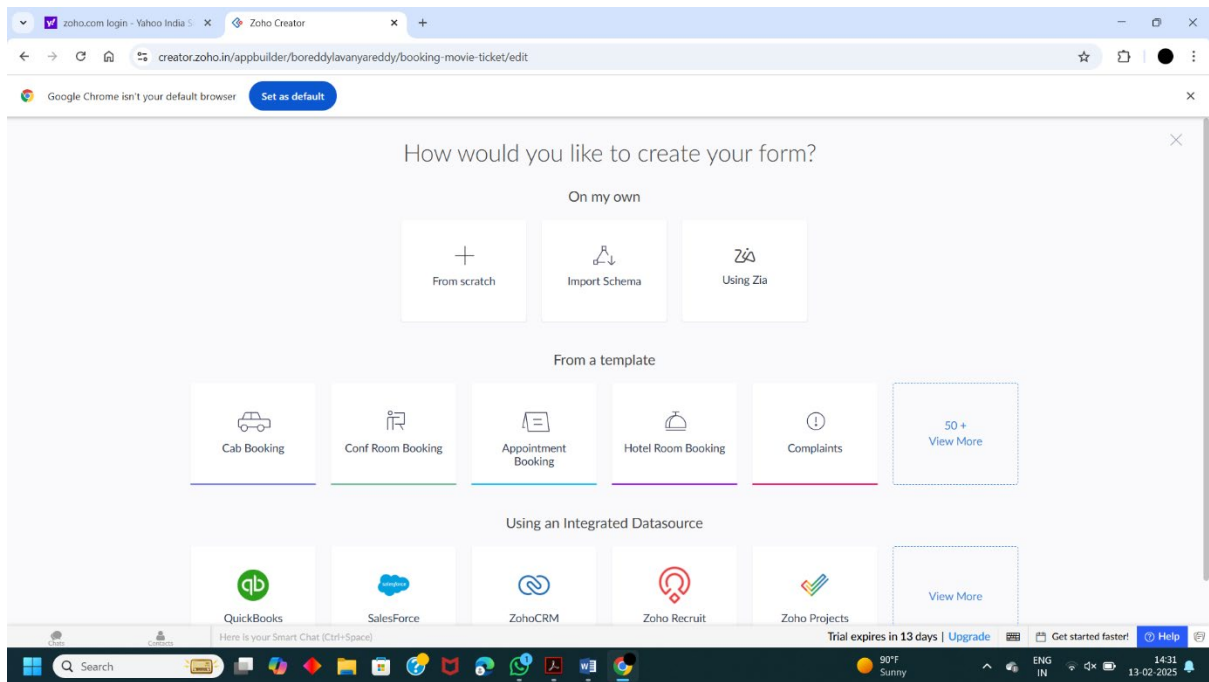 zoho.com login - Yahoo India S
Zoho Creator
creator.zoho.in/appbuilder/boreddylavanyareddy/booking-movie-ticket/edit
Google Chrome isn't your default browser
Set as default
How would you like to create your form?
On my own
From scratch
Import Schema
Zia
Using Zia
From a template
Cab Booking
Conf Room Booking
Appointment
Booking
Hotel Room Booking
Complaints
50 +
View More
Using an Integrated Datasource
qb
QuickBooks
salesforce
SalesForce
ZohoCRM
Zoho Recruit
Zoho Projects
View More
Chats
Contacts
Here is your Smart Chat (Ctrl+Space)
Trial expires in 13 days | Upgrade
Get started faster!
Help
Search
90°F
Sunny
ENG
IN
14:31
13-02-2025